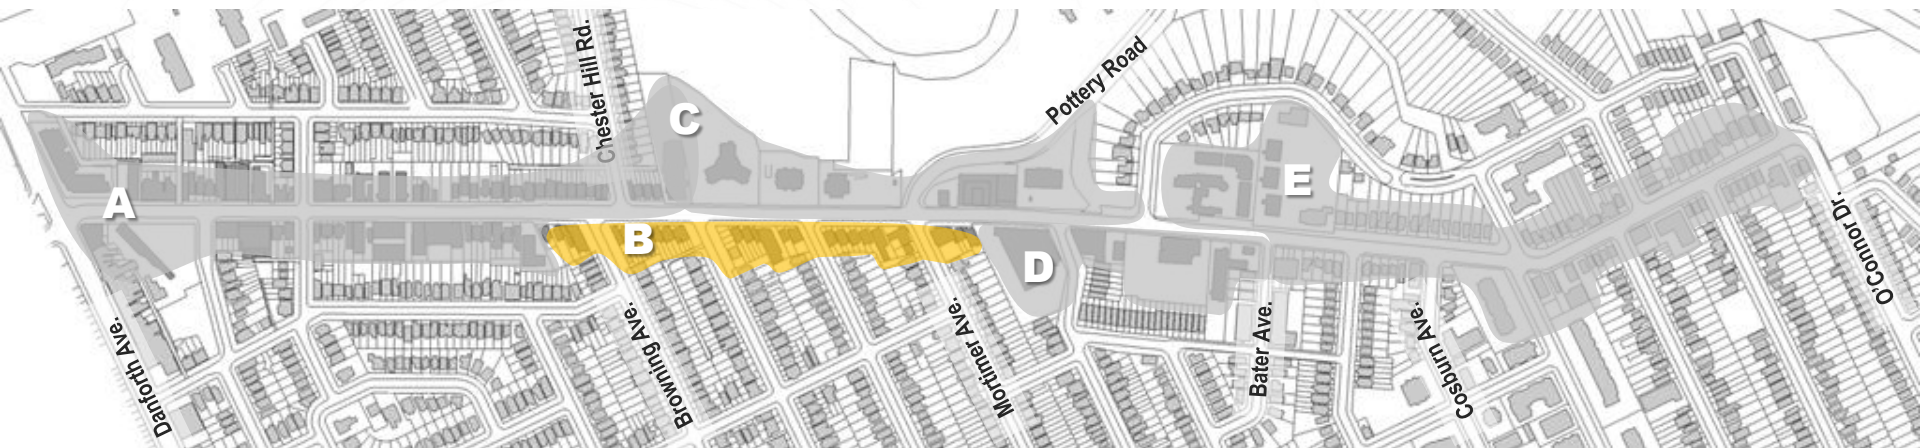 Chester Hill Rd.
Pottery Road
A
B
C
D
E
Danforth Ave.
Browning Ave.
Mortimer Ave.
Bater Ave.
Cosburn Ave.
O'Connor Dr.